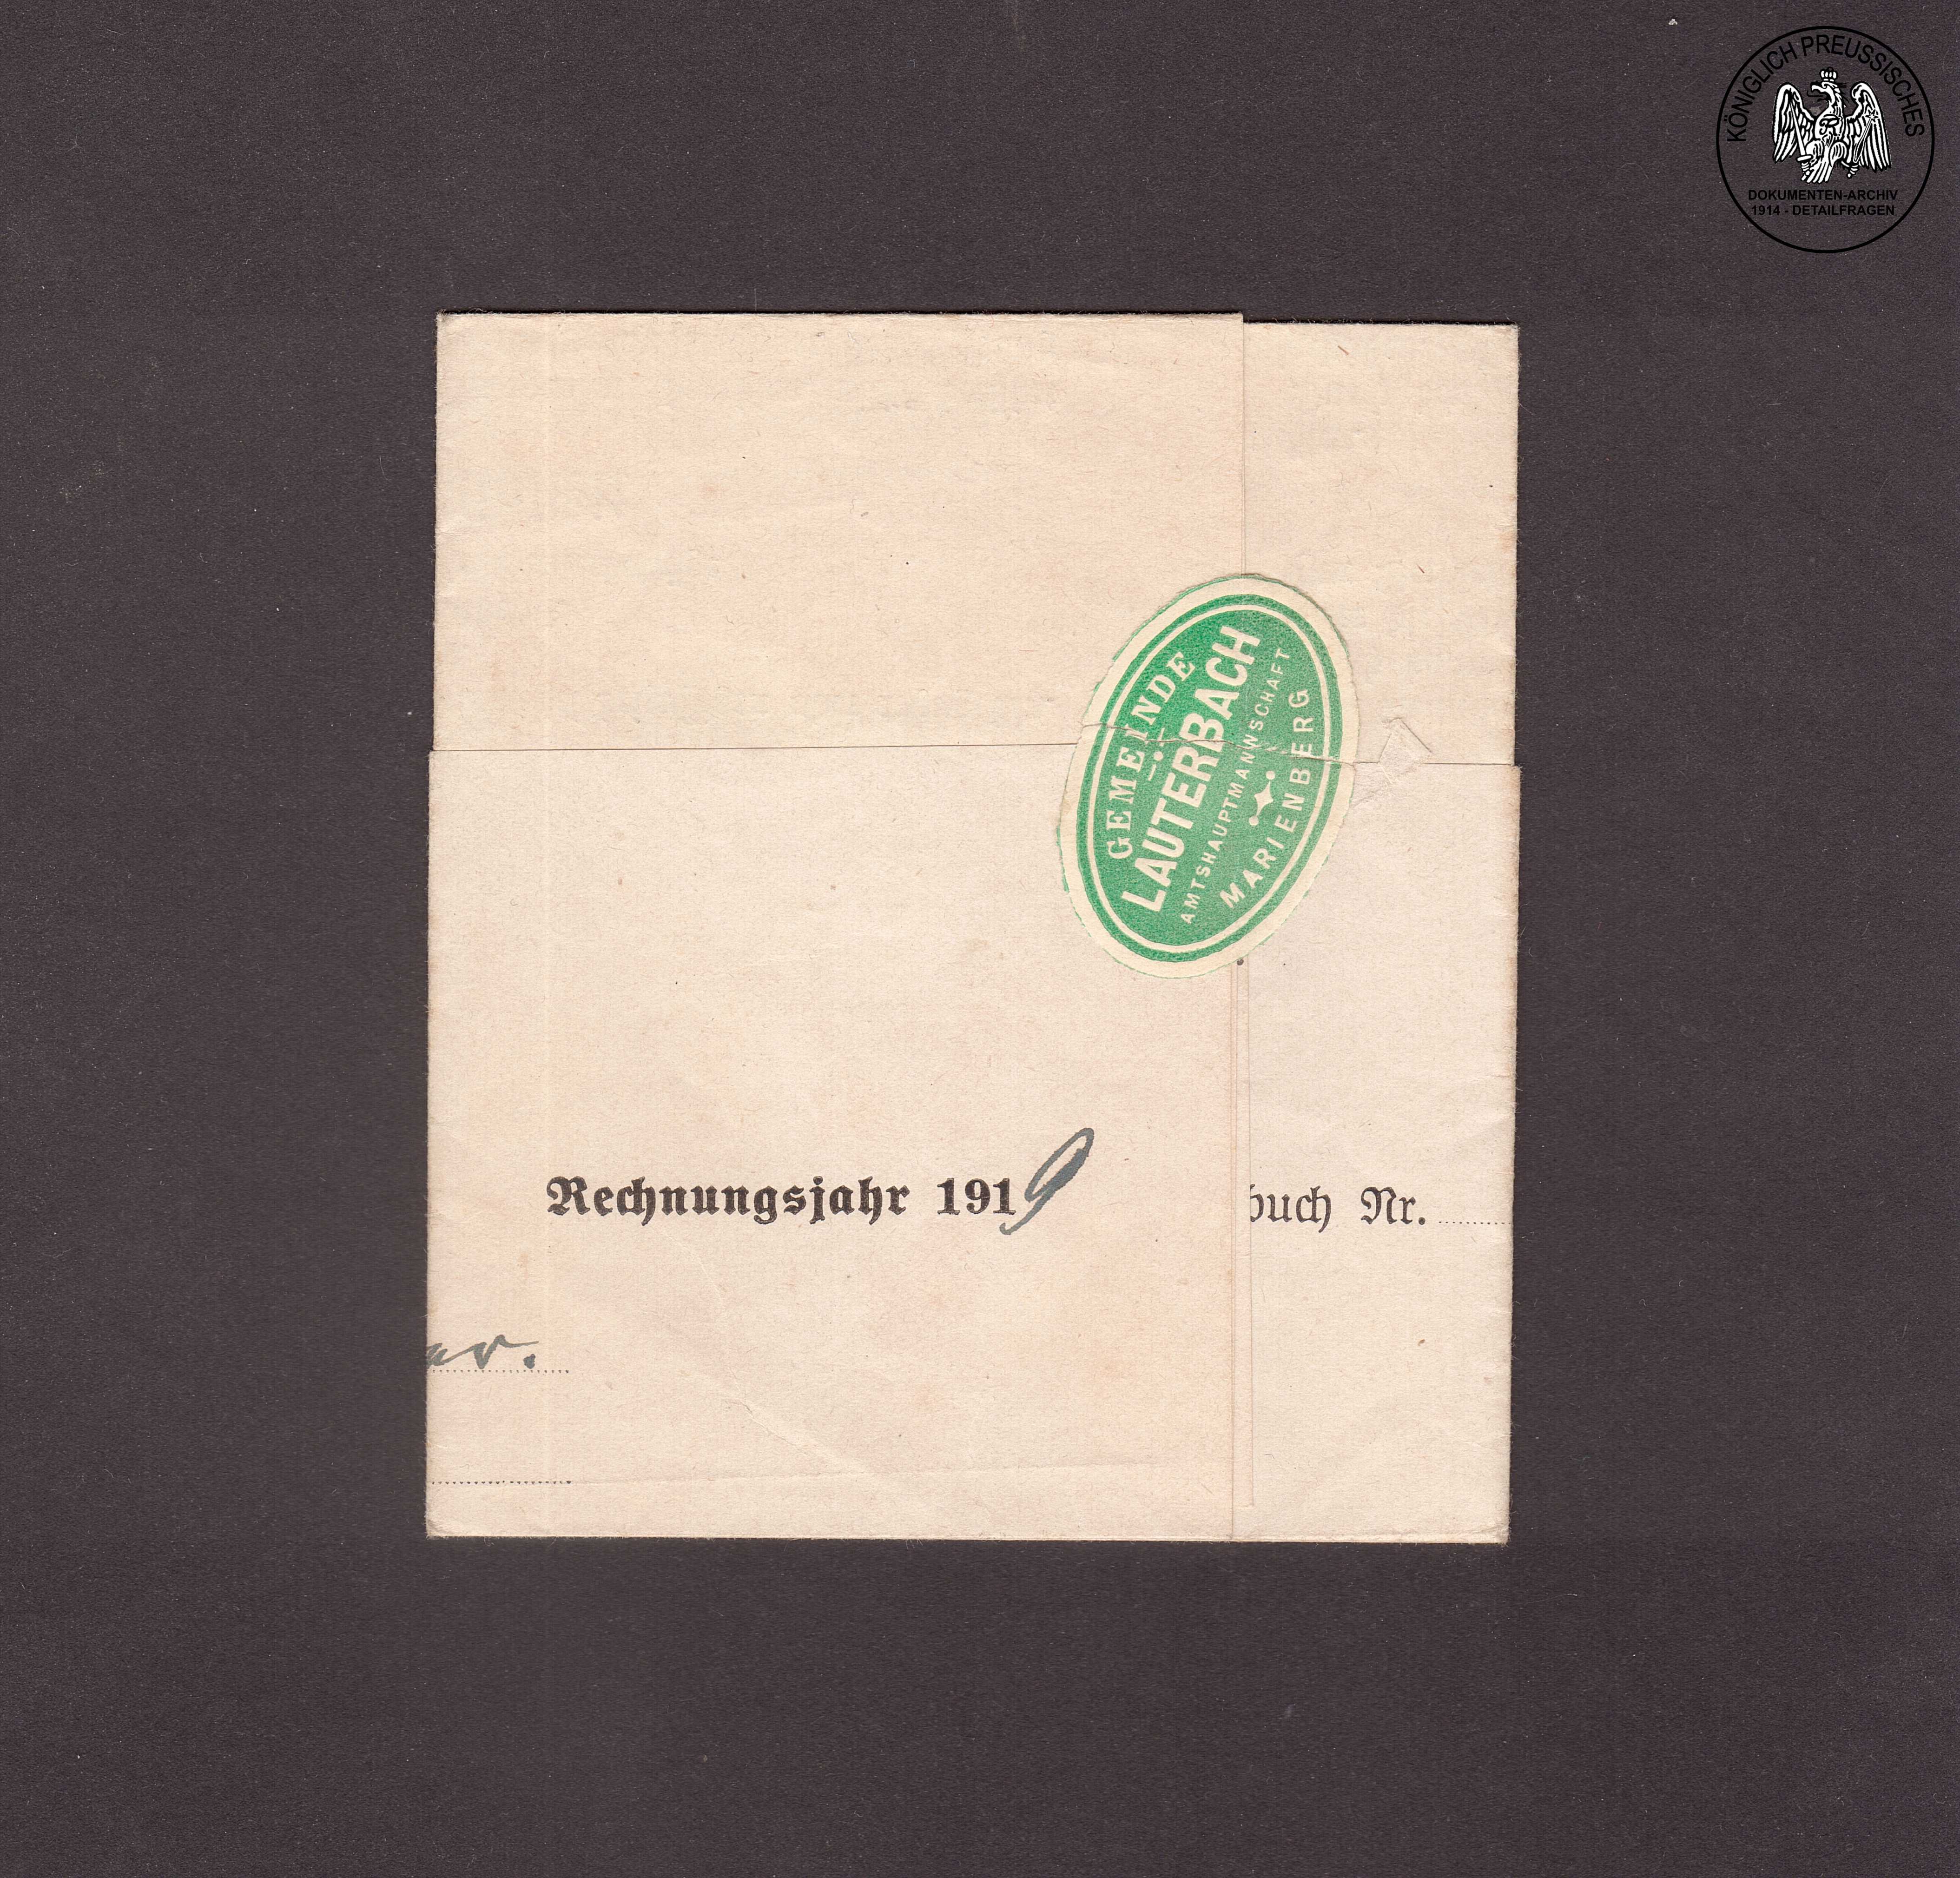 KÖNIGLICH PREUSSISCHES
DOKUMENTEN-ARCHIV
1914 - DETAILFRAGEN
GEMEINDE
LAUTERBACH
AMTSHAUPTMANNSCHAFT
MARIENBERG
Rechnungsjahr 1919
buch Nr.